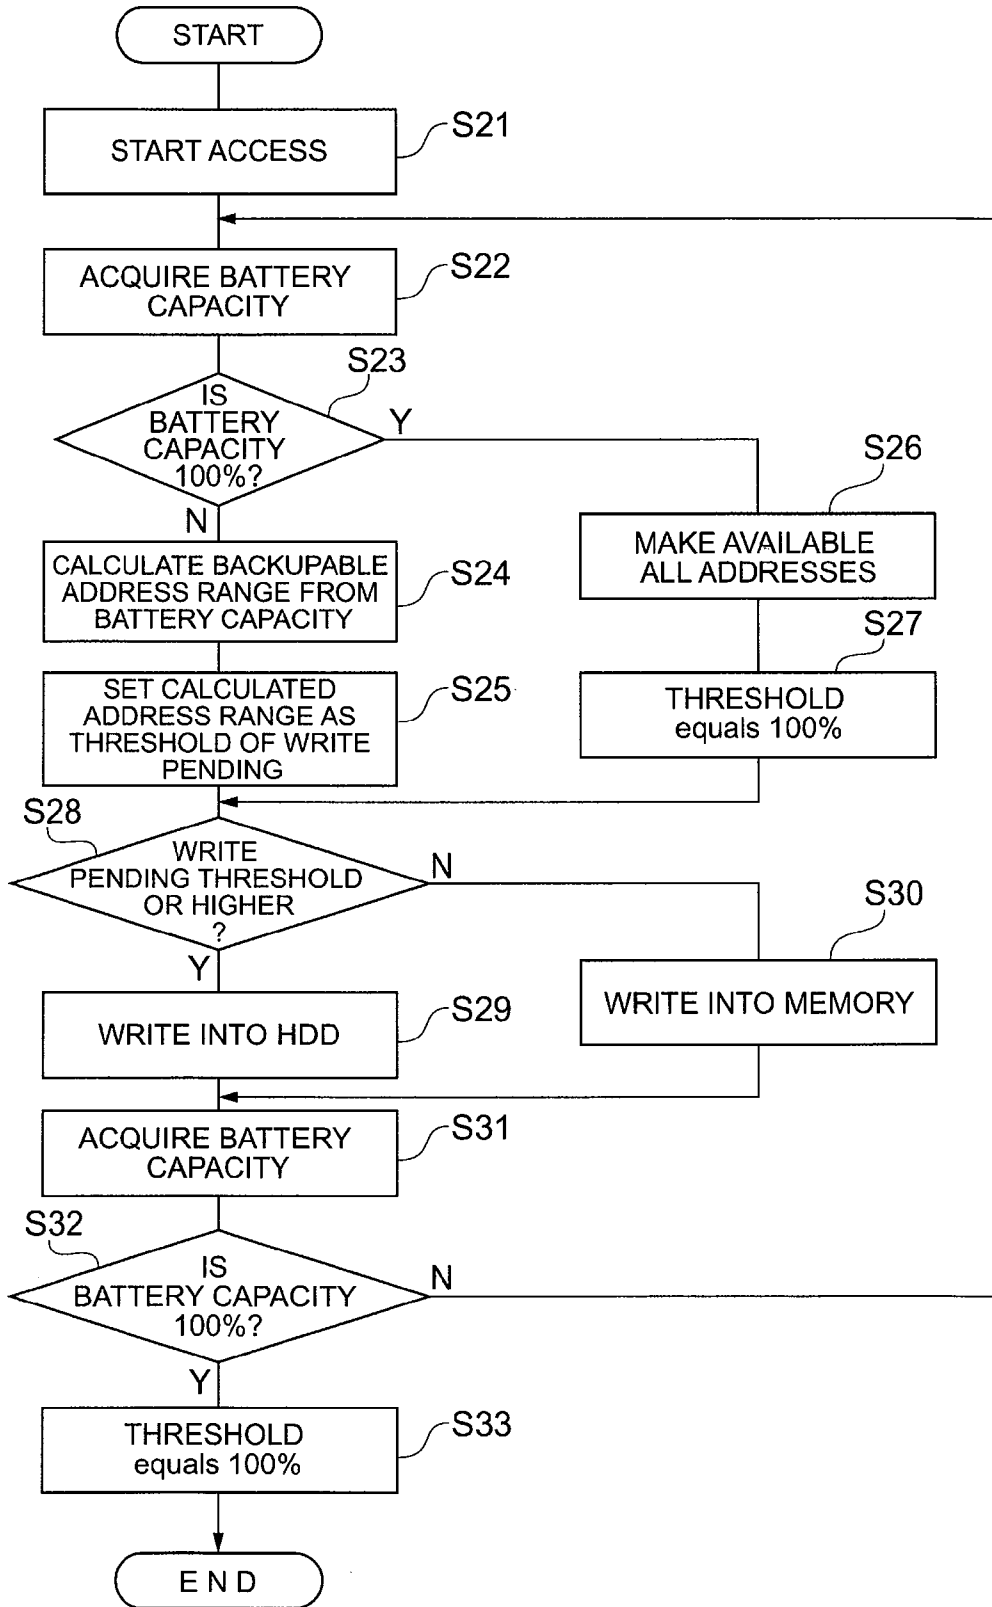 START
START ACCESS
S21
ACQUIRE BATTERY
CAPACITY
S22
S23
IS
BATTERY
CAPACITY
100%?
Y
N
S26
MAKE AVAILABLE
ALL ADDRESSES
CALCULATE BACKUPABLE
ADDRESS RANGE FROM
BATTERY CAPACITY
S24
S27
THRESHOLD
equals 100%
SET CALCULATED
ADDRESS RANGE AS
THRESHOLD OF WRITE
PENDING
S25
S28
WRITE
PENDING THRESHOLD
OR HIGHER
?
N
Y
S30
WRITE INTO MEMORY
WRITE INTO HDD
S29
ACQUIRE BATTERY
CAPACITY
S31
S32
IS
BATTERY CAPACITY
100%?
N
Y
THRESHOLD
equals 100%
S33
END